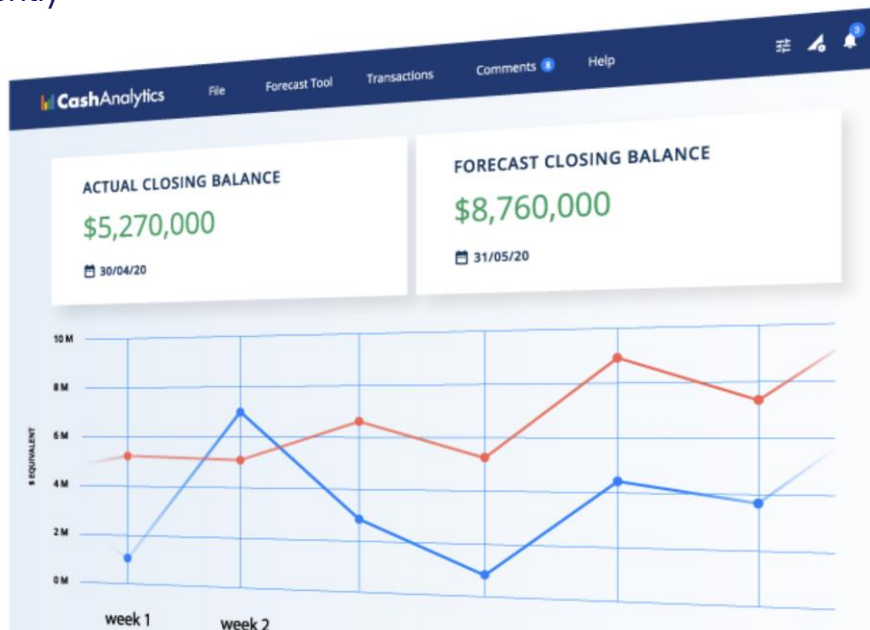 CashAnalytics File Forecast Tool Transactions Comments 8 Help 3
ACTUAL CLOSING BALANCE
$5,270,000
30/04/20
FORECAST CLOSING BALANCE
$8,760,000
31/05/20
$ EQUIVALENT
10 M
8 M
6 M
4 M
2 M
0 M
week 1
week 2